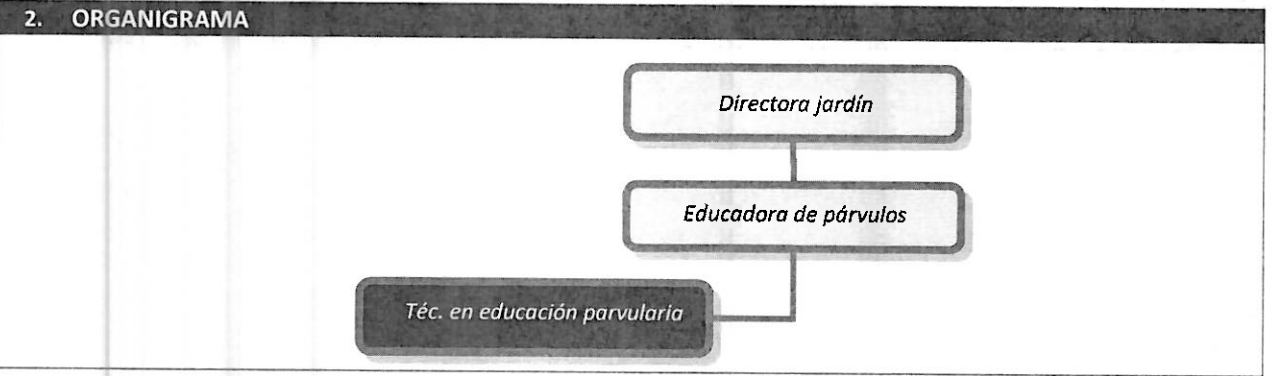 2. ORGANIGRAMA
Directora jardín
Educadora de párvulos
Téc. en educación parvularia